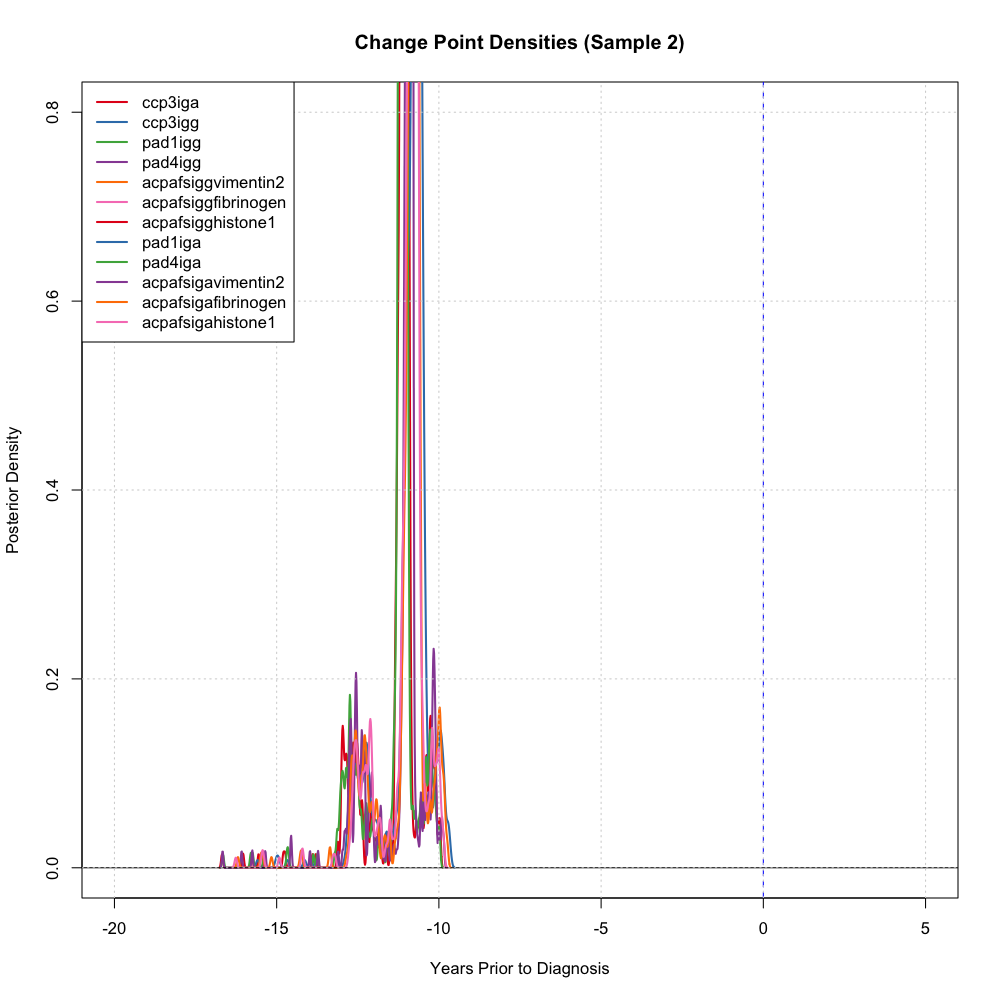 Change Point Densities (Sample 2)
ccp3iga
ccp3igg
pad1igg
pad4igg
acpafsiggvimentin2
acpafsiggfibrinogen
acpafsigghistone1
pad1iga
pad4iga
acpafsigavimentin2
acpafsigafibrinogen
acpafsigahistone1
Posterior Density
0.8
0.6
0.4
0.2
0.0
-20 -15 -10 -5 0 5
Years Prior to Diagnosis